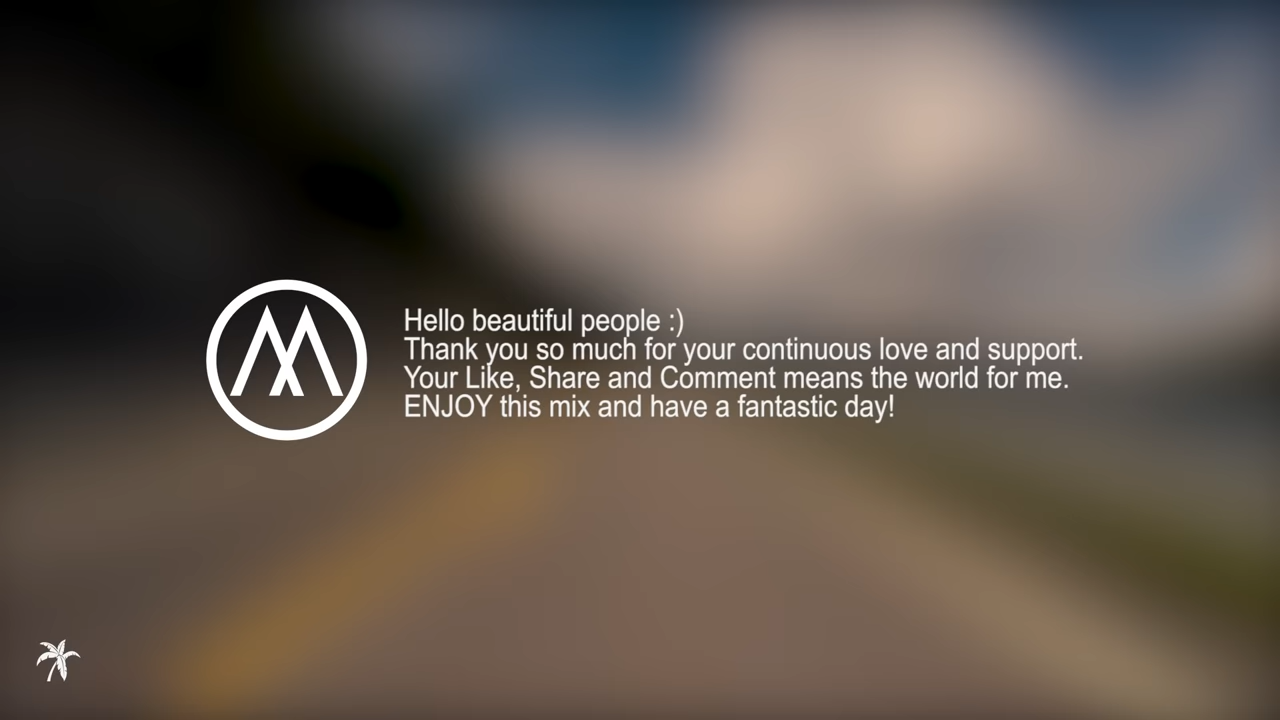 Hello beautiful people :)
Thank you so much for your continuous love and support.
Your Like, Share and Comment means the world for me.
ENJOY this mix and have a fantastic day!